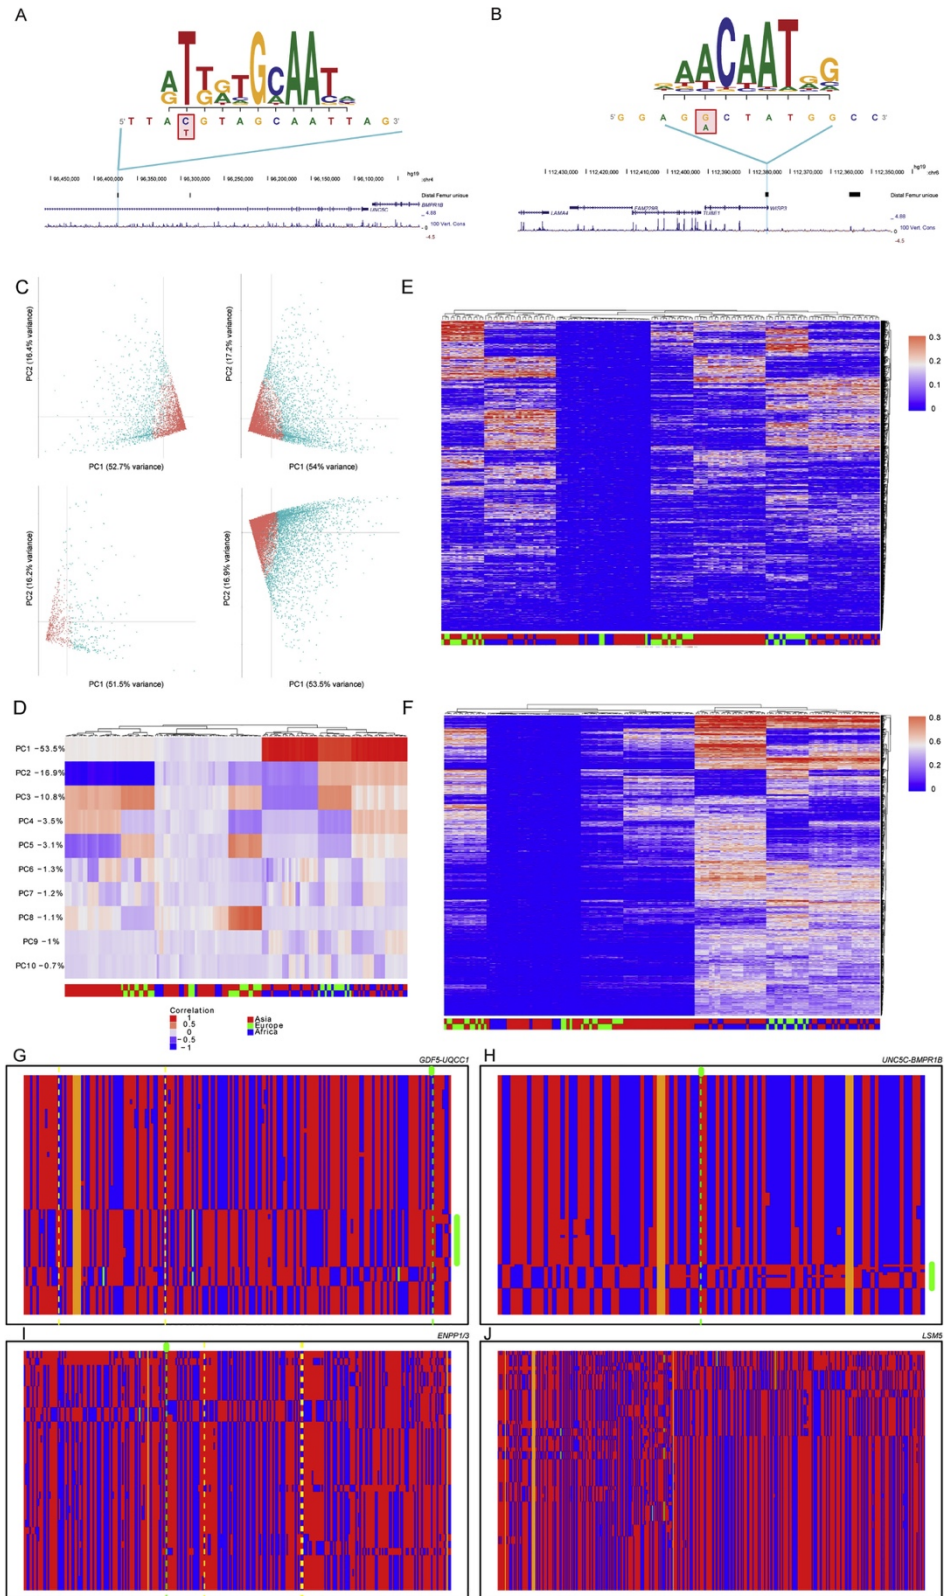 A
5' T T A C G T A G C A A T T A G 3'
T
hg19
96,450,000 96,400,000 96,350,000 96,300,000 96,250,000 96,200,000 96,150,000 96,100,000 :chr4
Distal Femur unique
BMPR1B
UNC5C
4.88
100 Vert. Cons
0
-4.5
B
5' G G A G G C T A T G G C C 3'
A
hg19
112,430,000 112,420,000 112,410,000 112,400,000 112,390,000 112,380,000 112,370,000 112,360,000 112,350,000 :chr6
Distal Femur unique
LAMA4 FAM229B TUBE1 WISP3
4.88
100 Vert. Cons
0
-4.5
C
PC2 (16.4% variance)
PC1 (52.7% variance)
PC2 (17.2% variance)
PC1 (54% variance)
PC2 (16.2% variance)
PC1 (51.5% variance)
PC2 (16.9% variance)
PC1 (53.5% variance)
D
PC1 -53.5%
PC2 -16.9%
PC3 -10.8%
PC4 -3.5%
PC5 -3.1%
PC6 -1.3%
PC7 -1.2%
PC8 -1.1%
PC9 -1%
PC10 -0.7%
Correlation
1
0.5
0
-0.5
-1
Asia
Europe
Africa
E
0.3
0.2
0.1
0
F
0.8
0.6
0.2
0
G
GDF5-UQCC1
H
UNC5C-BMPR1B
I
ENPP1/3
J
LSM5